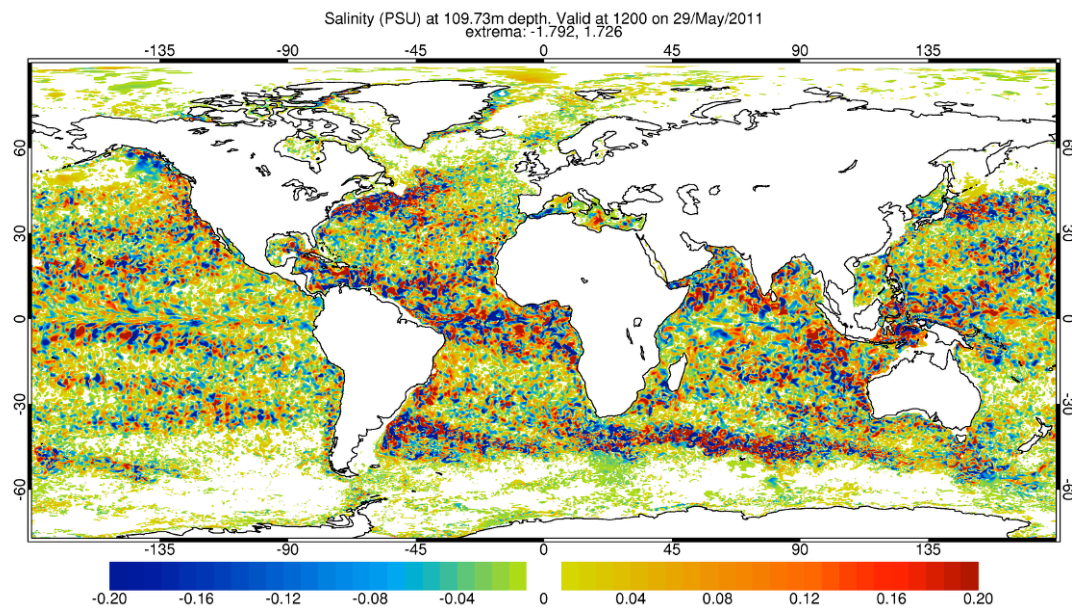 Salinity (PSU) at 109.73m depth. Valid at 1200 on 29/May/2011
extrema: -1.792, 1.726
-135 -90 -45 0 45 90 135
60 60
30 30
0 0
-30 -30
-60 -60
-135 -90 -45 0 45 90 135
-0.20 -0.16 -0.12 -0.08 -0.04 0 0.04 0.08 0.12 0.16 0.20